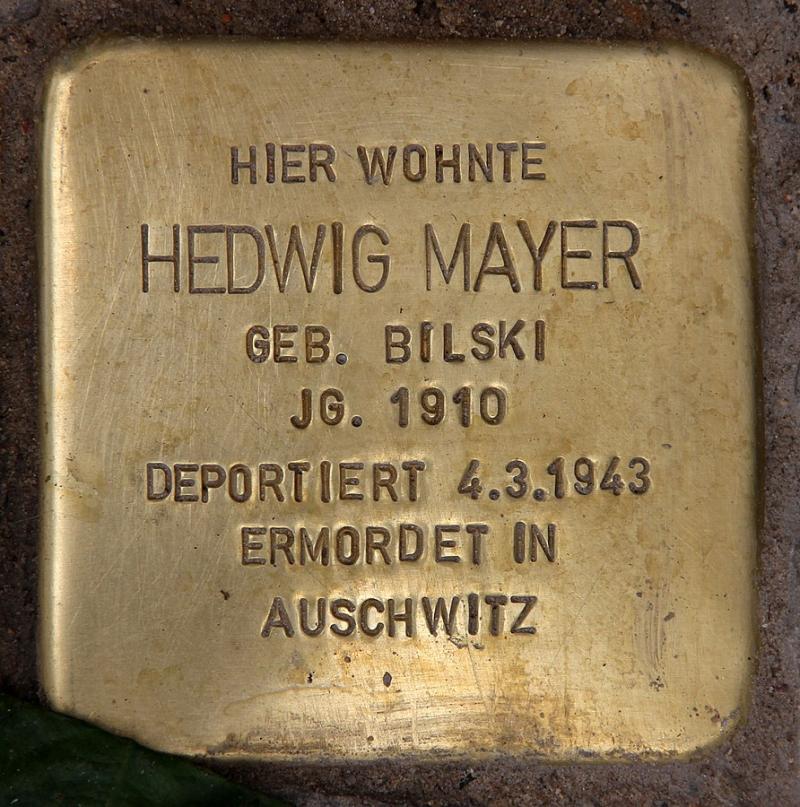 HIER WOHNTE
HEDWIG MAYER
GEB. BILSKI
JG. 1910
DEPORTIERT 4.3.1943
ERMORDET IN
AUSCHWITZ